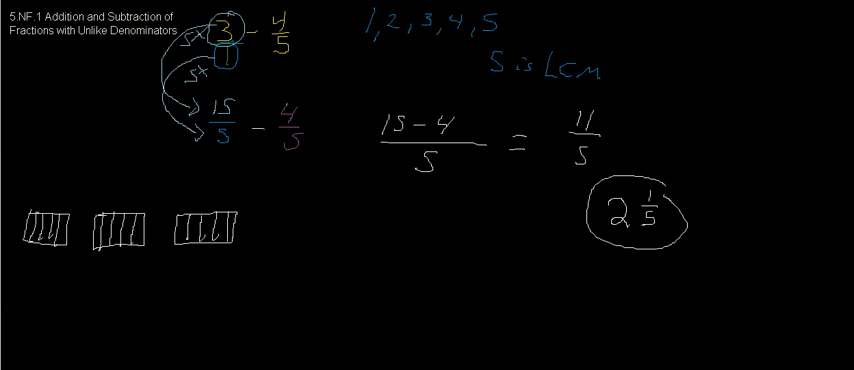 5.NF.1 Addition and Subtraction of
Fractions with Unlike Denominators
3/1 - 4/5
5x
5x
1, 2, 3, 4, 5
5 is LCM
15/5 - 4/5
15-4/5 = 11/5
2 1/5